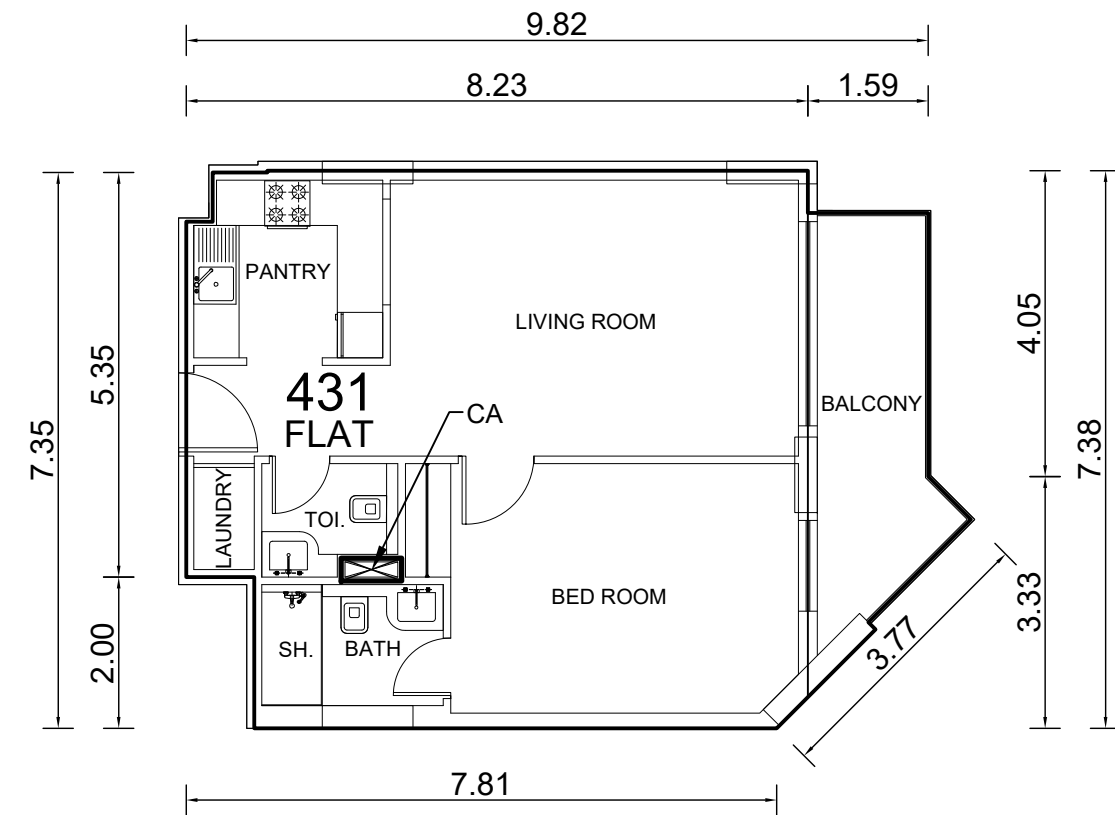 9.82
8.23
1.59
PANTRY
LIVING ROOM
431
FLAT
CA
BALCONY
LAUNDRY
TOI.
BED ROOM
SH.
BATH
7.35
5.35
2.00
4.05
7.38
3.33
3.77
7.81